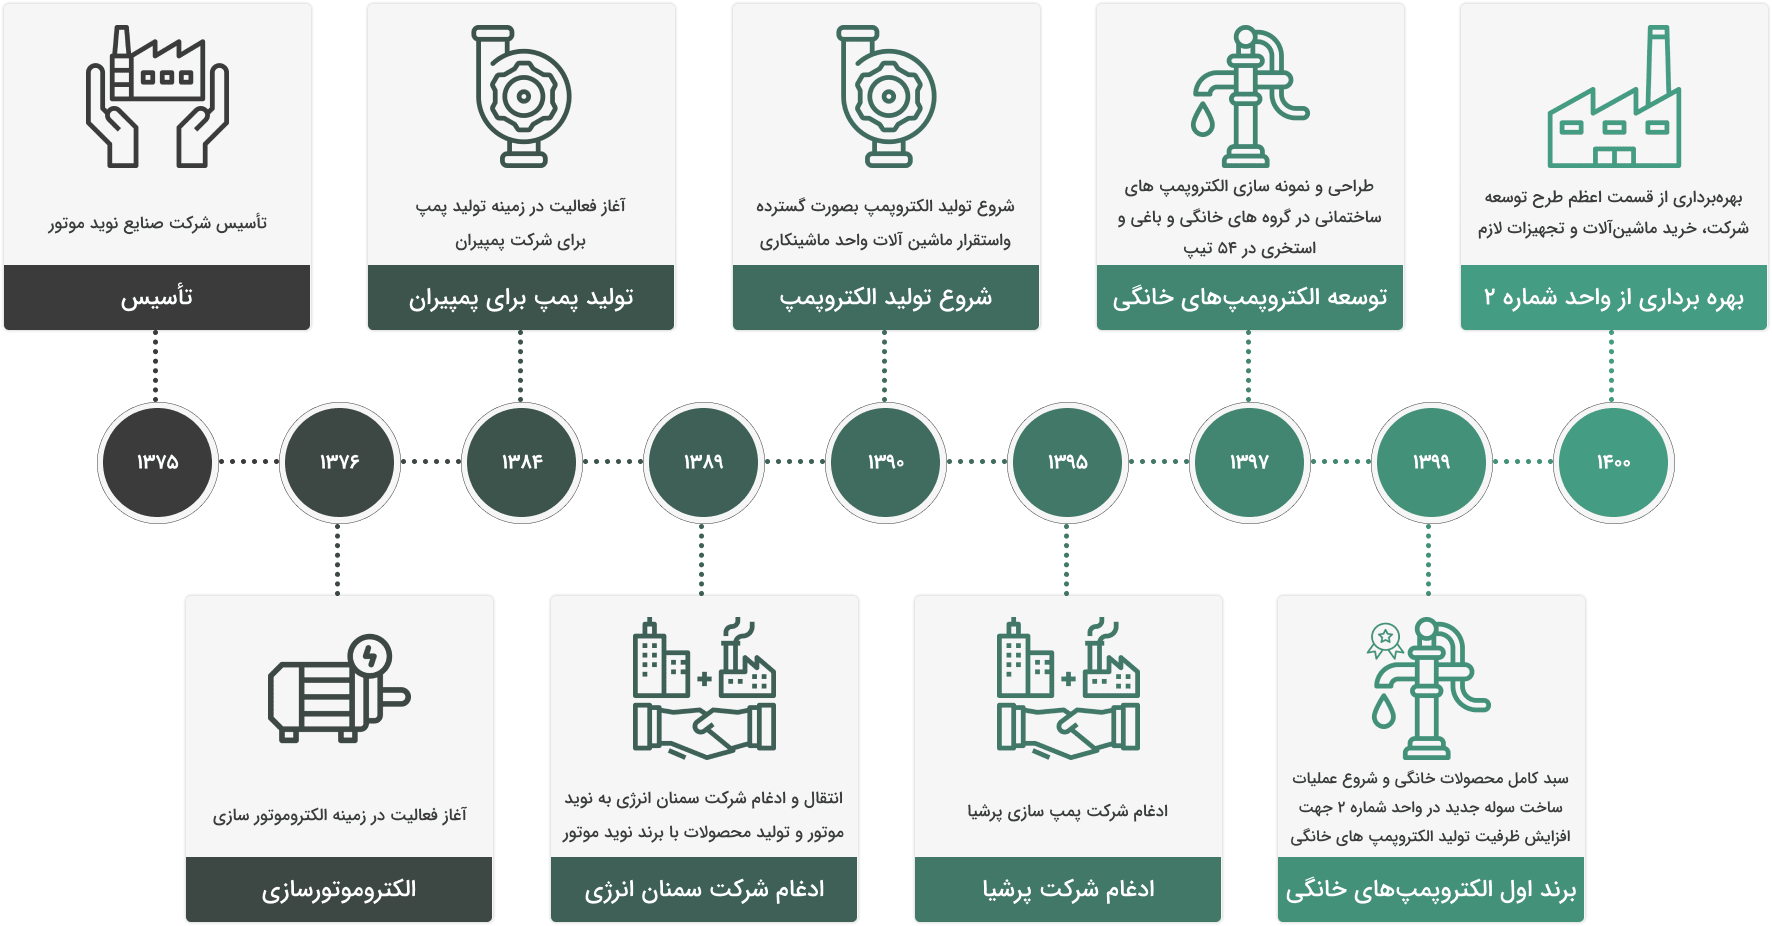 تأسیس شرکت صنایع نوید موتور
تأسیس
آغاز فعالیت در زمینه تولید پمپ
برای شرکت پمپیران
تولید پمپ برای پمپیران
شروع تولید الکتروپمپ بصورت گسترده
واستقرار ماشین آلات واحد ماشینکاری
شروع تولید الکتروپمپ
طراحی و نمونه سازی الکتروپمپ های
ساختمانی در گروه های خانگی و باغی و
استخری در ۵۴ تیپ
توسعه الکتروپمپ‌های خانگی
بهره‌برداری از قسمت اعظم طرح توسعه
شرکت، خرید ماشین‌آلات و تجهیزات لازم
بهره برداری از واحد شماره ۲
۱۳۷۵
۱۳۷۶
۱۳۸۴
۱۳۸۹
۱۳۹۰
۱۳۹۵
۱۳۹۷
۱۳۹۹
۱۴۰۰
آغاز فعالیت در زمینه الکتروموتور سازی
الکتروموتورسازی
انتقال و ادغام شرکت سمنان انرژی به نوید
موتور و تولید محصولات با برند نوید موتور
ادغام شرکت سمنان انرژی
ادغام شرکت پمپ سازی پرشیا
ادغام شرکت پرشیا
سبد کامل محصولات خانگی و شروع عملیات
ساخت سوله جدید در واحد شماره ۲ جهت
افزایش ظرفیت تولید الکتروپمپ های خانگی
برند اول الکتروپمپ‌های خانگی